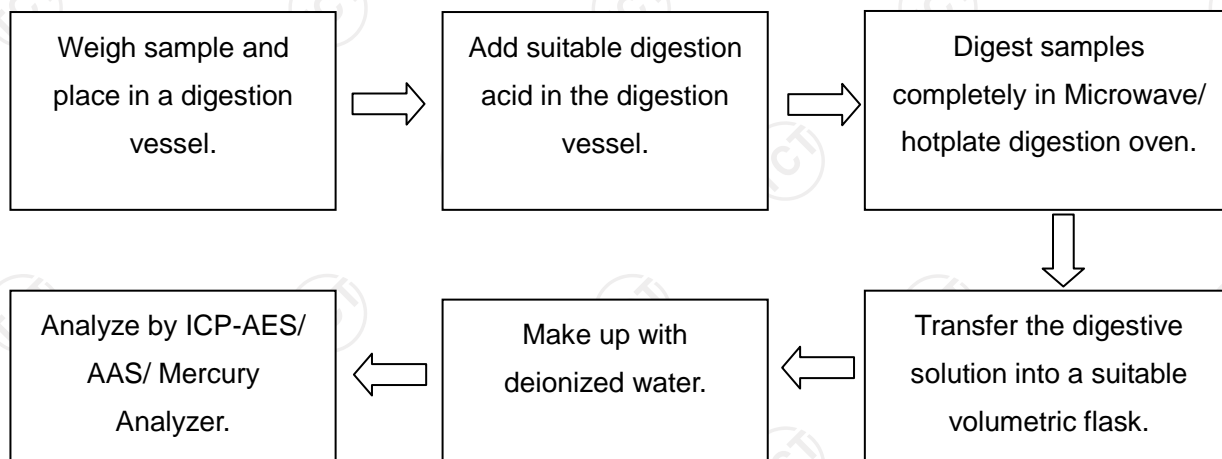 Weigh sample and
place in a digestion
vessel.
Add suitable digestion
acid in the digestion
vessel.
Digest samples
completely in Microwave/
hotplate digestion oven.
Transfer the digestive
solution into a suitable
volumetric flask.
Make up with
deionized water.
Analyze by ICP-AES/
AAS/ Mercury
Analyzer.